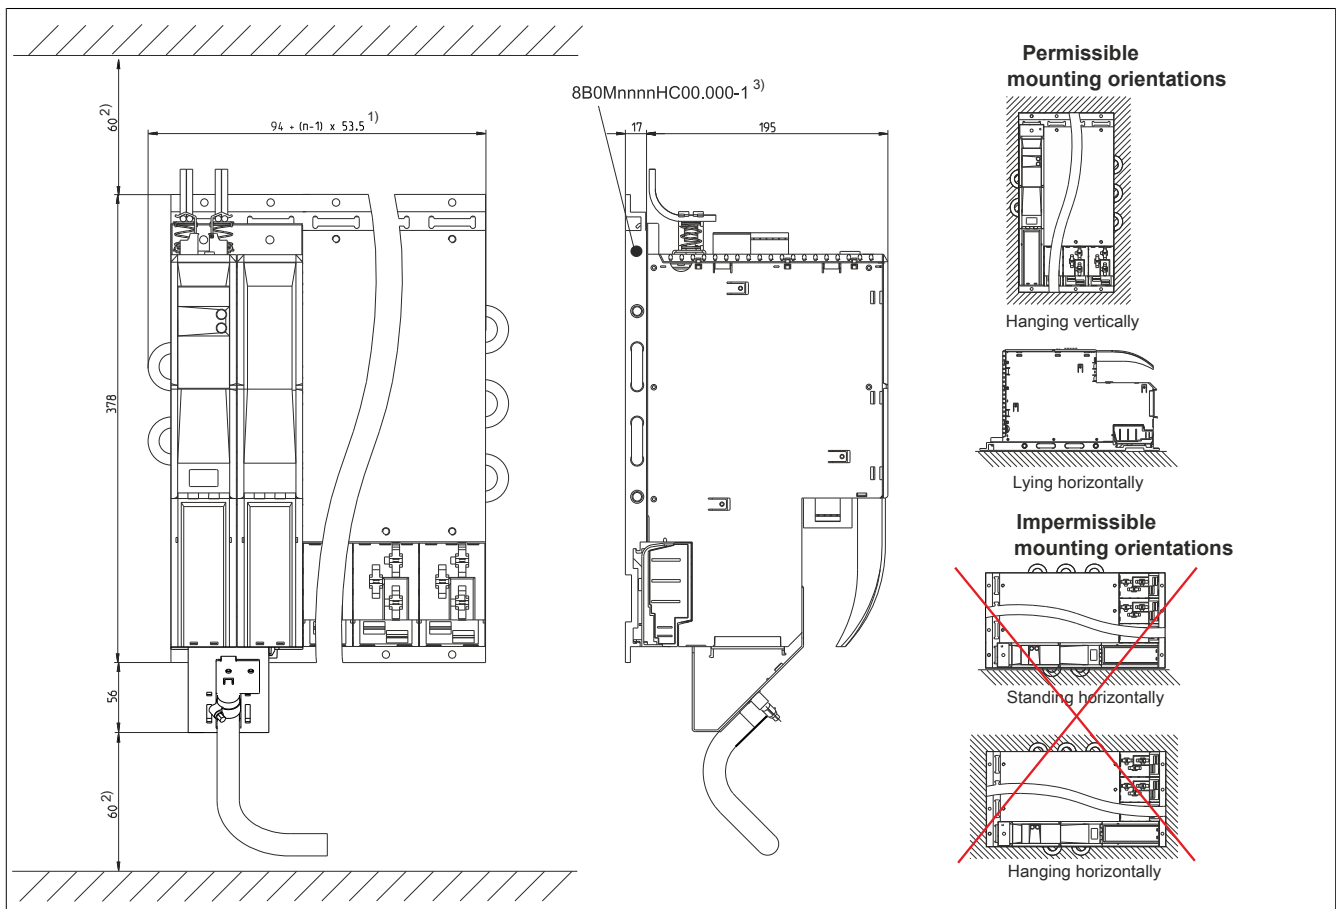 60 2)
94 + (n-1) x 53.5 1)
378
56
60 2)
8B0MnnnnHC00.000-1 3)
17
195
Permissible
mounting orientations
Hanging vertically
Lying horizontally
Impermissible
mounting orientations
Standing horizontally
Hanging horizontally